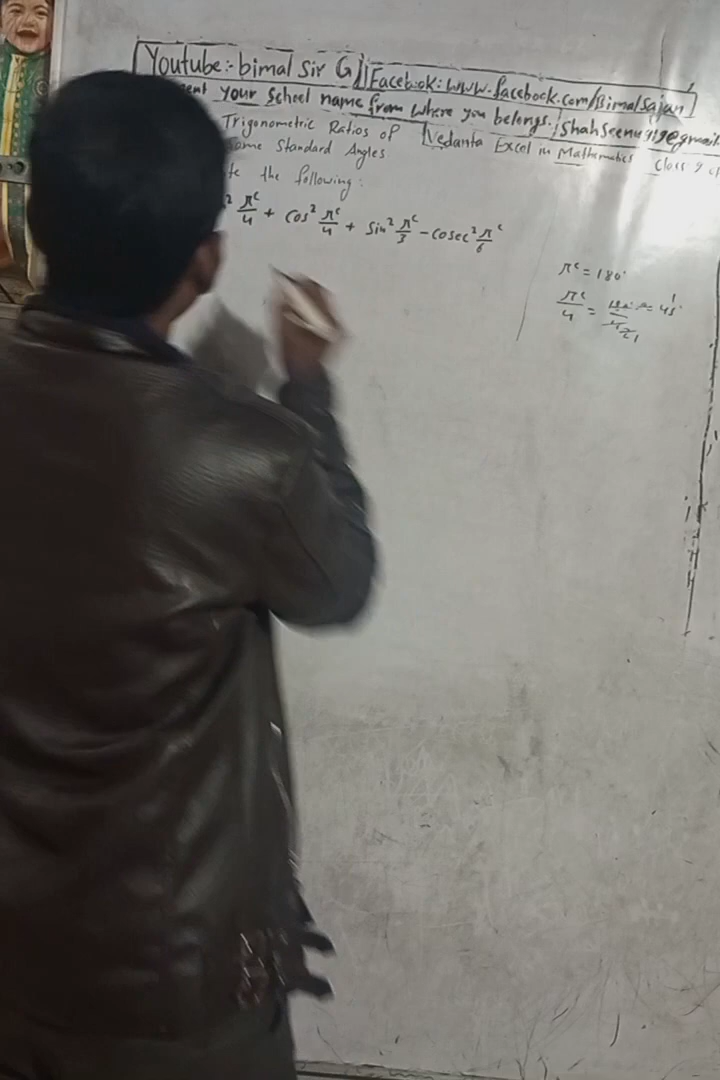 Youtube:- bimal Sir G || Facebook: www.facebook.com/Bimalsajan
your School name from where you belongs.
Trigonometric Ratios of Vedanta Excel in Mathematics Class 9
Some Standard Angles
the following:
π^c/4 + Cos² π^c/4 + Sin² π^c/3 - Cosec² π^c/6
π^c = 180°
π^c/4 =
= 45°